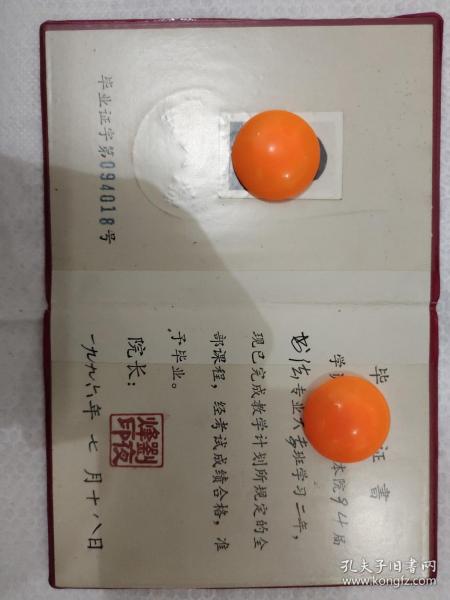 毕业证字第094018号
毕 证書
学 本院94届
书法专业大专班学习二年，
现已完成教学计划所规定的全
部课程，经考试成绩合格，准
予毕业。
院长：
一九九六年七月十八日
孔夫子旧书网
www.kongfz.com